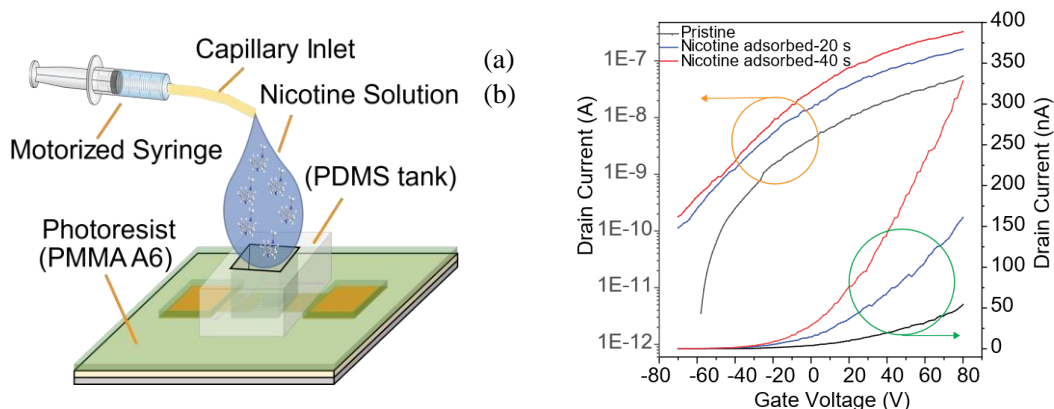 Capillary Inlet
(a)
Nicotine Solution
(b)
Motorized Syringe
(PDMS tank)
Photoresist
(PMMA A6)
Pristine
Nicotine adsorbed-20 s
Nicotine adsorbed-40 s
Drain Current (A)
1E-7
1E-8
1E-9
1E-10
1E-11
1E-12
-80 -60 -40 -20 0 20 40 60 80
Gate Voltage (V)
400
350
300
250
200
150
100
50
0
Drain Current (nA)